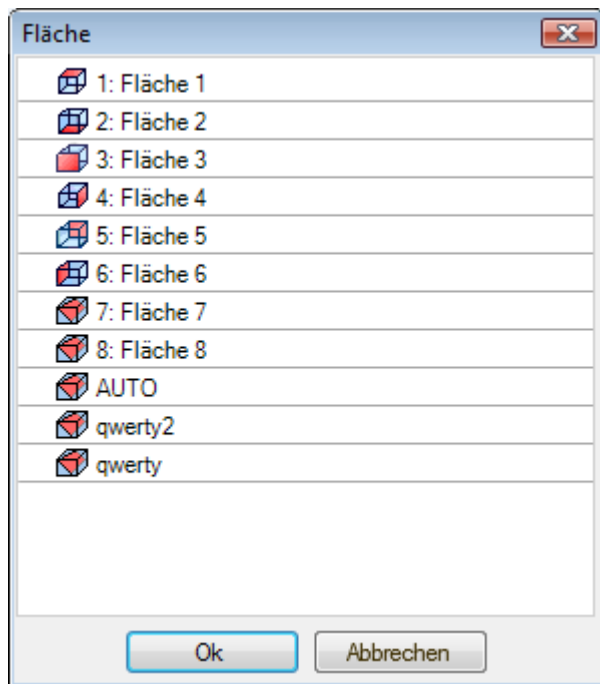 Fläche
1: Fläche 1
2: Fläche 2
3: Fläche 3
4: Fläche 4
5: Fläche 5
6: Fläche 6
7: Fläche 7
8: Fläche 8
AUTO
qwerty2
qwerty
Ok
Abbrechen